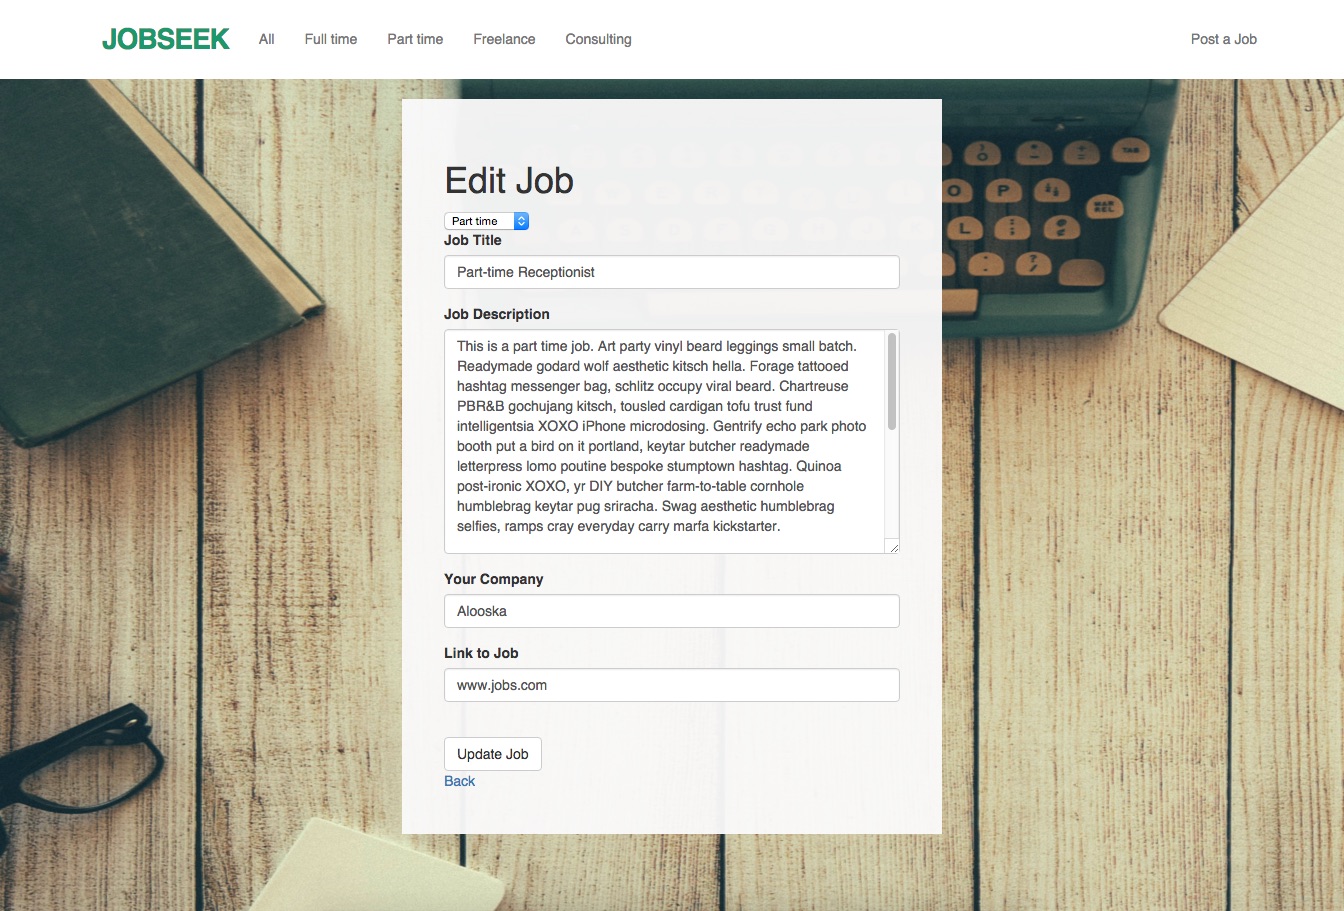 JOBSEEK All Full time Part time Freelance Consulting Post a Job
Edit Job
Part time
Job Title
Part-time Receptionist
Job Description
This is a part time job. Art party vinyl beard leggings small batch.
Readymade godard wolf aesthetic kitsch hella. Forage tattooed
hashtag messenger bag, schlitz occupy viral beard. Chartreuse
PBR&B gochujang kitsch, tousled cardigan tofu trust fund
intelligentsia XOXO iPhone microdosing. Gentrify echo park photo
booth put a bird on it portland, keytar butcher readymade
letterpress lomo poutine bespoke stumptown hashtag. Quinoa
post-ironic XOXO, yr DIY butcher farm-to-table cornhole
humblebrag keytar pug sriracha. Swag aesthetic humblebrag
selfies, ramps cray everyday carry marfa kickstarter.
Your Company
Alooska
Link to Job
www.jobs.com
Update Job
Back
TAB
O P
MAR
REL
L